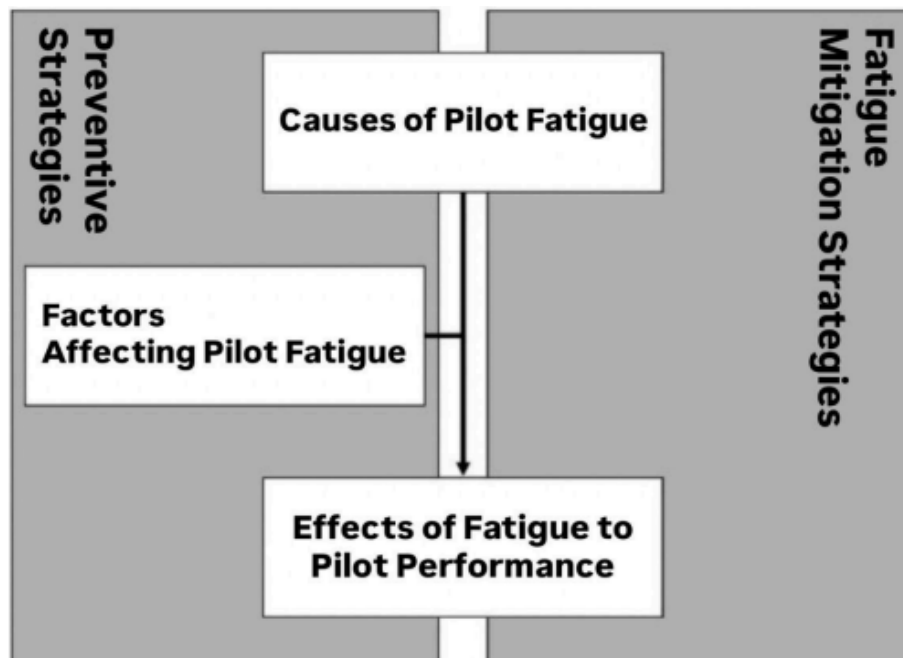 Preventive
Strategies
Causes of Pilot Fatigue
Factors
Affecting Pilot Fatigue
Effects of Fatigue to
Pilot Performance
Fatigue
Mitigation Strategies